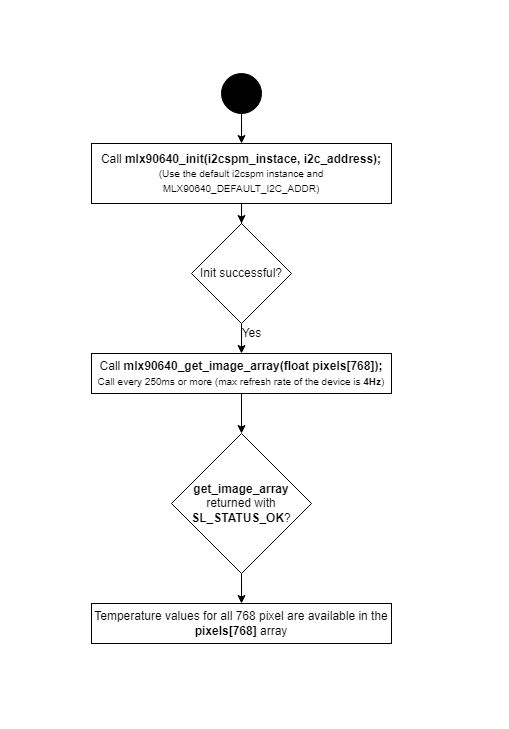 Call mlx90640_init(i2cspm_instace, i2c_address);
(Use the default i2cspm instance and
MLX90640_DEFAULT_I2C_ADDR)
Init successful?
Yes
Call mlx90640_get_image_array(float pixels[768]);
Call every 250ms or more (max refresh rate of the device is 4Hz)
get_image_array
returned with
SL_STATUS_OK?
Temperature values for all 768 pixel are available in the
pixels[768] array